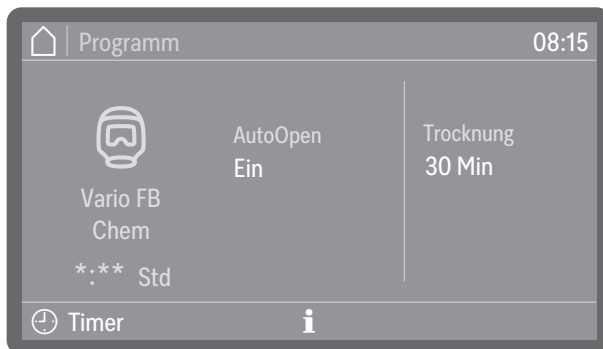 Programm
08:15
AutoOpen
Ein
Trocknung
30 Min
Vario FB
Chem
*:** Std
Timer
i